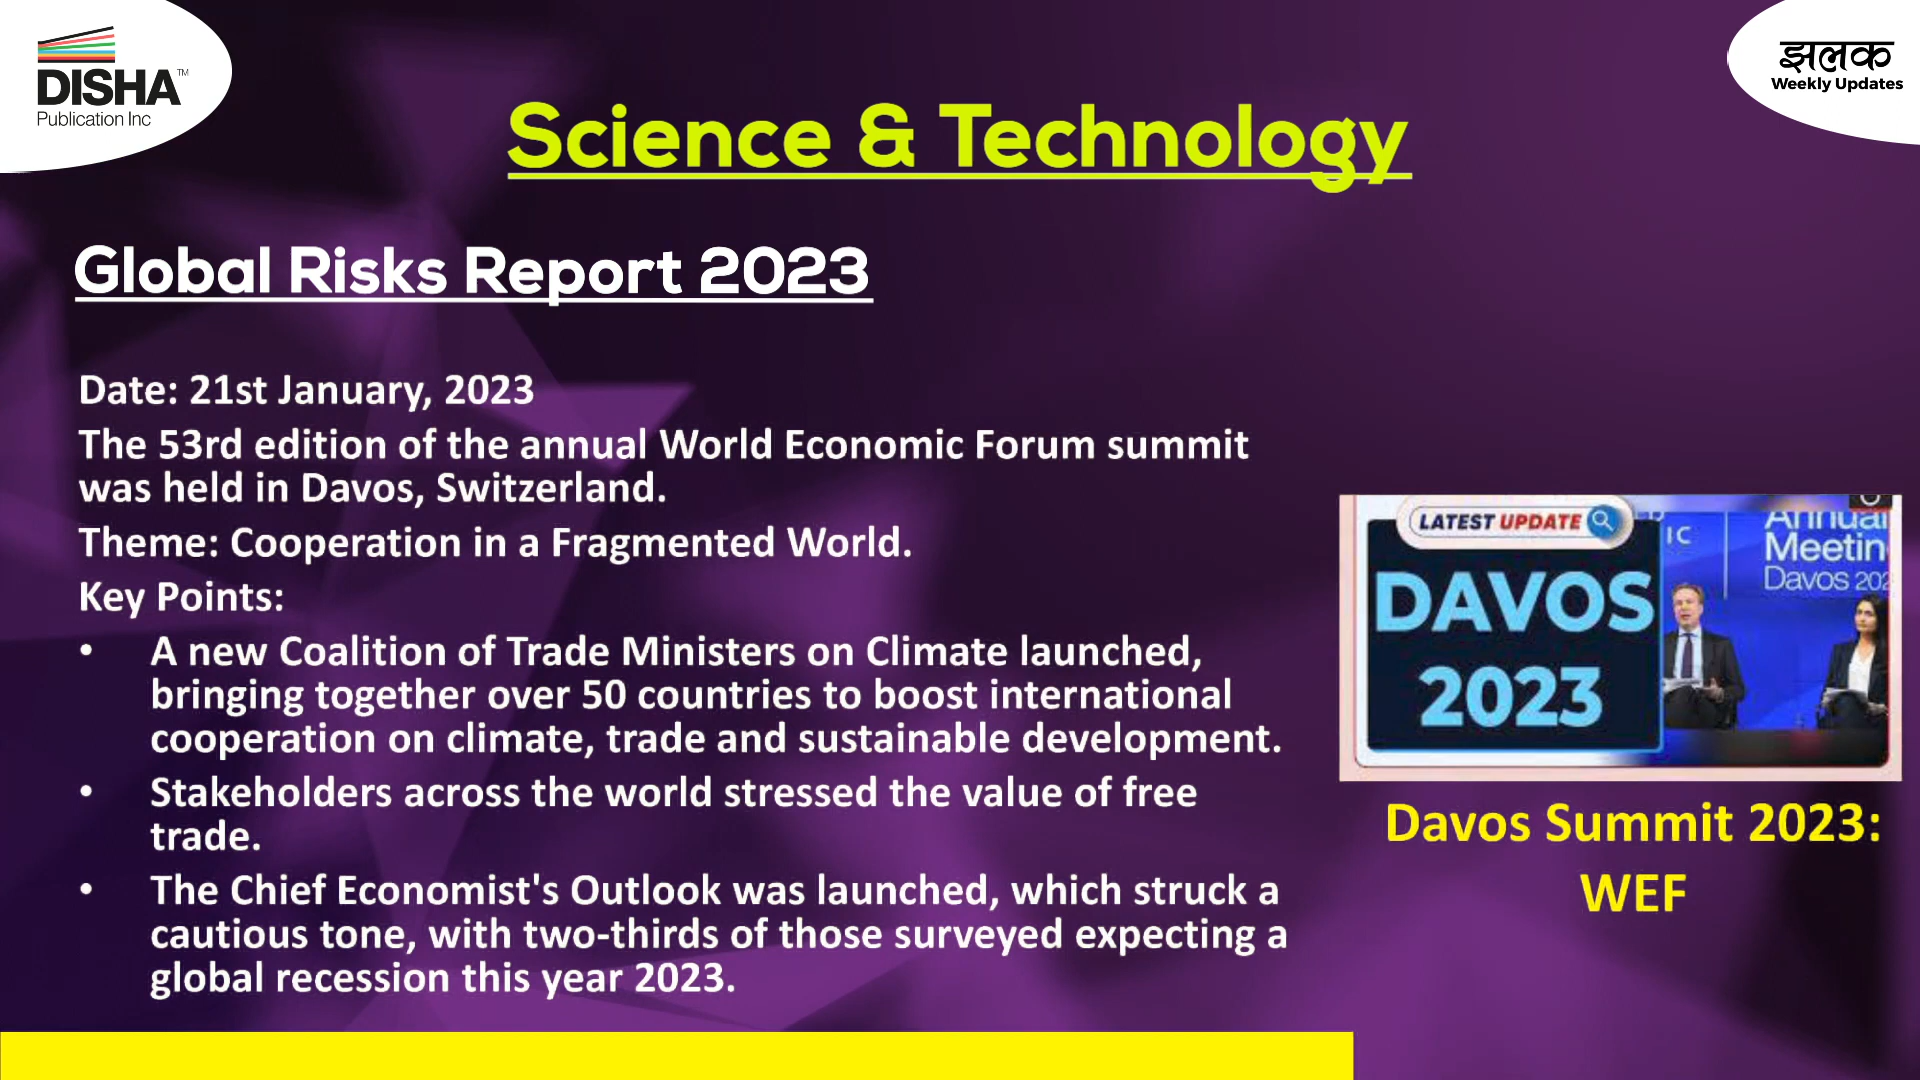 DISHA™
Publication Inc
झलक
Weekly Updates
Science & Technology
Global Risks Report 2023
Date: 21st January, 2023
The 53rd edition of the annual World Economic Forum summit
was held in Davos, Switzerland.
Theme: Cooperation in a Fragmented World.
Key Points:
• A new Coalition of Trade Ministers on Climate launched,
bringing together over 50 countries to boost international
cooperation on climate, trade and sustainable development.
• Stakeholders across the world stressed the value of free
trade.
• The Chief Economist's Outlook was launched, which struck a
cautious tone, with two-thirds of those surveyed expecting a
global recession this year 2023.
LATEST UPDATE
DAVOS
2023
IC
Annual
Meetin
Davos 202
Davos Summit 2023:
WEF